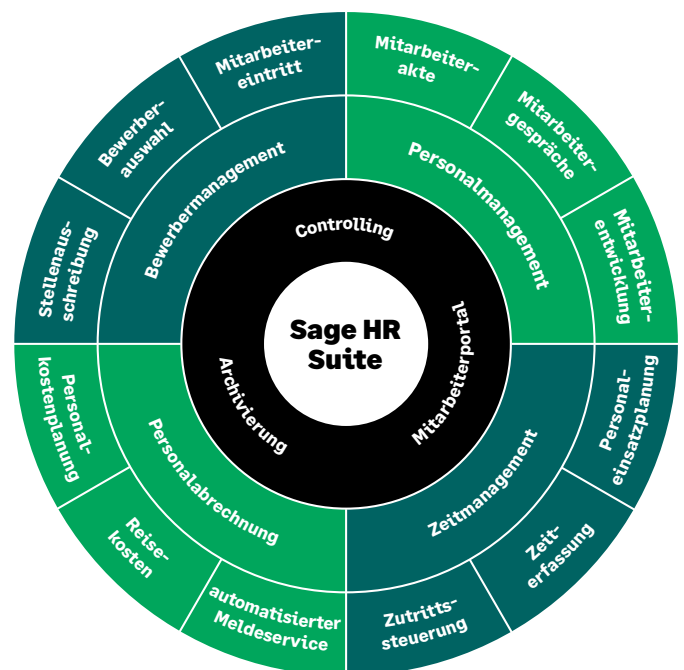 Mitarbeiter-
eintritt
Mitarbeiter-
akte
Bewerber-
auswahl
Mitarbeiter-
gespräche
Bewerbermanagement
Personalmanagement
Stellenaus-
schreibung
Mitarbeiter-
entwicklung
Controlling
Sage HR
Suite
Mitarbeiterportal
Archivierung
Personal-
kostenplanung
Personal-
einsatzplanung
Personalabrechnung
Zeitmanagement
Reise-
kosten
Zeit-
erfassung
automatisierter
Meldeservice
Zutritts-
steuerung